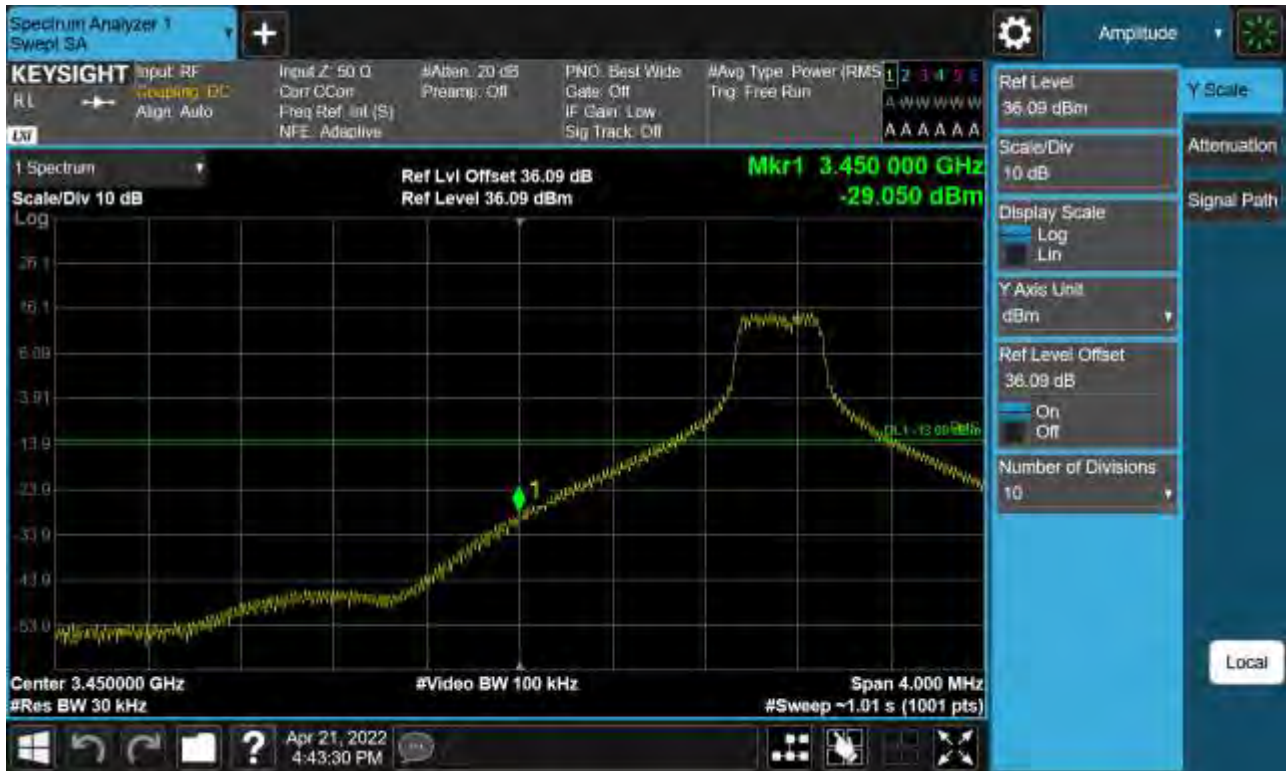 Spectrum Analyzer 1
Swept SA
+
Amplitude
KEYSIGHT
Input: RF
Coupling: DC
Align: Auto
Input Z: 50 Ω
Corr CCorr
Freq Ref: Int (S)
NFE: Adaptive
#Atten: 20 dB
Preamp: Off
PNO: Best Wide
Gate: Off
IF Gain: Low
Sig Track: Off
#Avg Type: Power (RMS
Trig: Free Run
1 2 3 4 5 6
A W W W W W
A A A A A A
RL
1 Spectrum
Scale/Div 10 dB
Log
Ref Lvl Offset 36.09 dB
Ref Level 36.09 dBm
Mkr1 3.450 000 GHz
-29.050 dBm
26.1
16.1
6.09
-3.91
-13.9
-23.9
-33.9
-43.9
-53.9
1
Center 3.450000 GHz
#Res BW 30 kHz
#Video BW 100 kHz
Span 4.000 MHz
#Sweep ~1.01 s (1001 pts)
Ref Level
36.09 dBm
Scale/Div
10 dB
Display Scale
Log
Lin
Y Axis Unit
dBm
Ref Level Offset
36.09 dB
On
Off
Number of Divisions
10
Y Scale
Attenuation
Signal Path
Local
?
Apr 21, 2022
4:43:30 PM